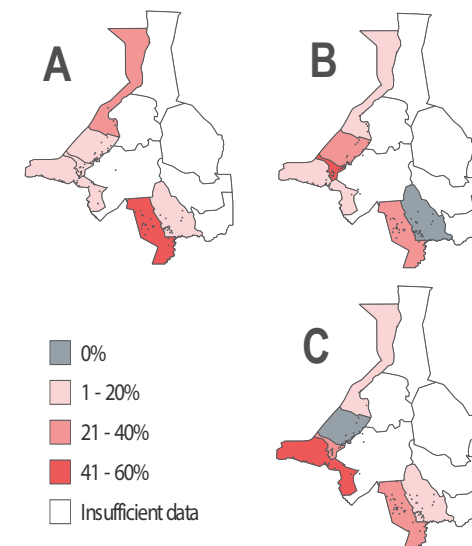 A
B
C
0%
1 - 20%
21 - 40%
41 - 60%
Insufficient data